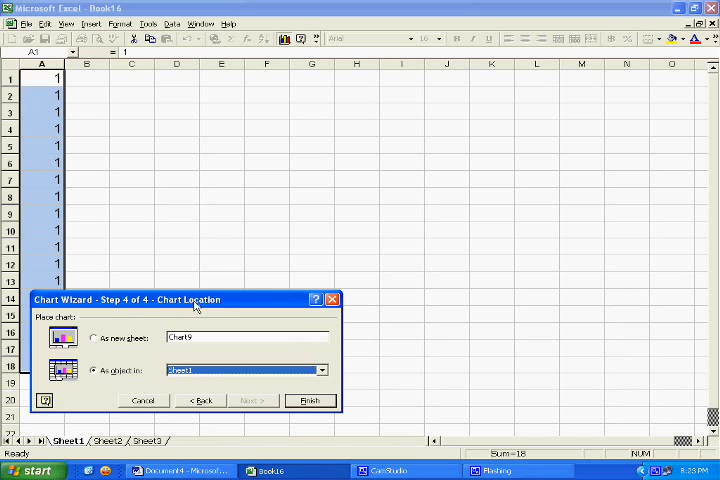 Microsoft Excel - Book16
File Edit View Insert Format Tools Data Window Help
Arial 16
A1 = 1
A B C D E F G H I J K L M N O
1 1
2 1
3 1
4 1
5 1
6 1
7 1
8 1
9 1
10 1
11 1
12 1
13 1
14
15
16
17
18
19
20
21
22
Chart Wizard - Step 4 of 4 - Chart Location
Place chart:
As new sheet: Chart9
As object in: Sheet1
Cancel < Back Next > Finish
Sheet1 Sheet2 Sheet3
Ready Sum=18 NUM
start Document4 - Microsof... Book16 CamStudio Flashing 8:23 PM